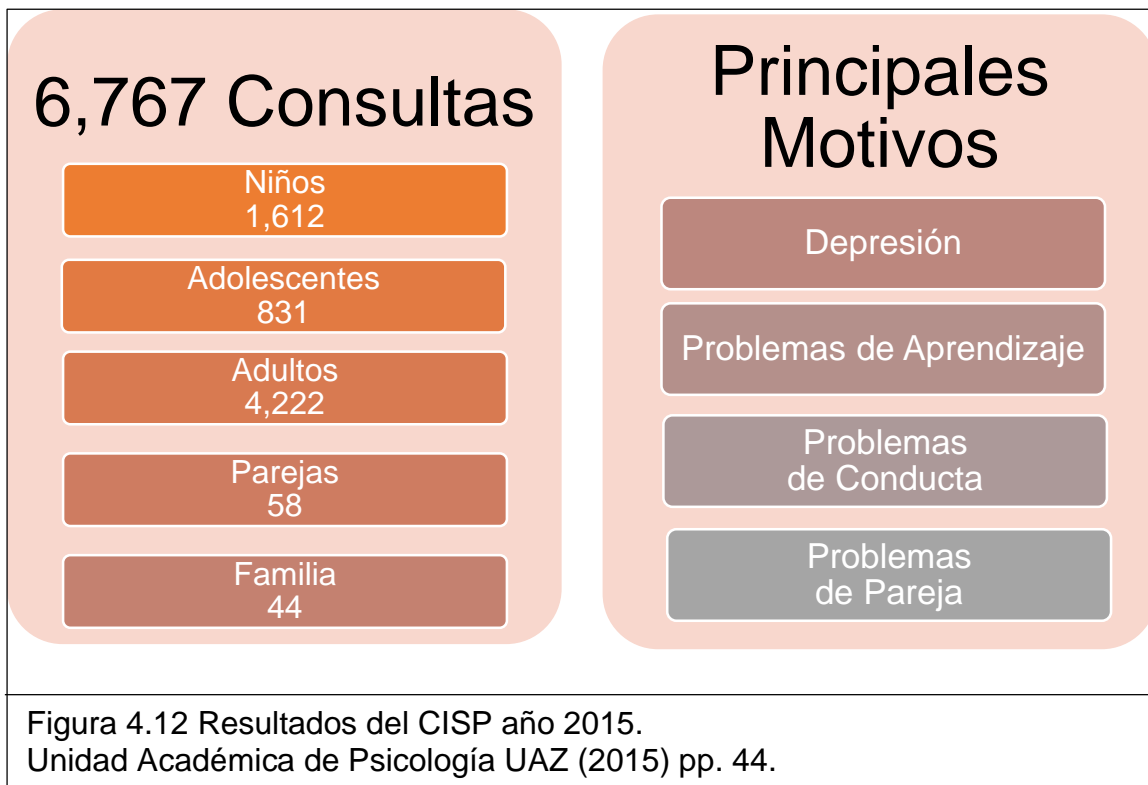 6,767 Consultas
Niños
1,612
Adolescentes
831
Adultos
4,222
Parejas
58
Familia
44
Principales
Motivos
Depresión
Problemas de Aprendizaje
Problemas
de Conducta
Problemas
de Pareja
Figura 4.12 Resultados del CISP año 2015.
Unidad Académica de Psicología UAZ (2015) pp. 44.